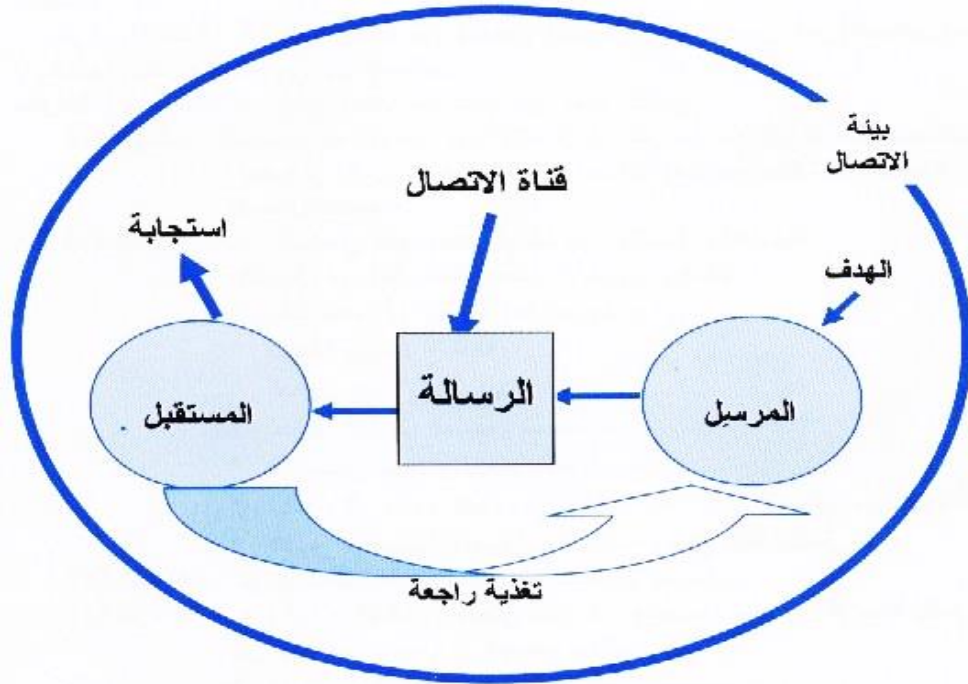 بيئة
الاتصال
قناة الاتصال
استجابة
الهدف
المرسل
الرسالة
المستقبل
تغذية راجعة